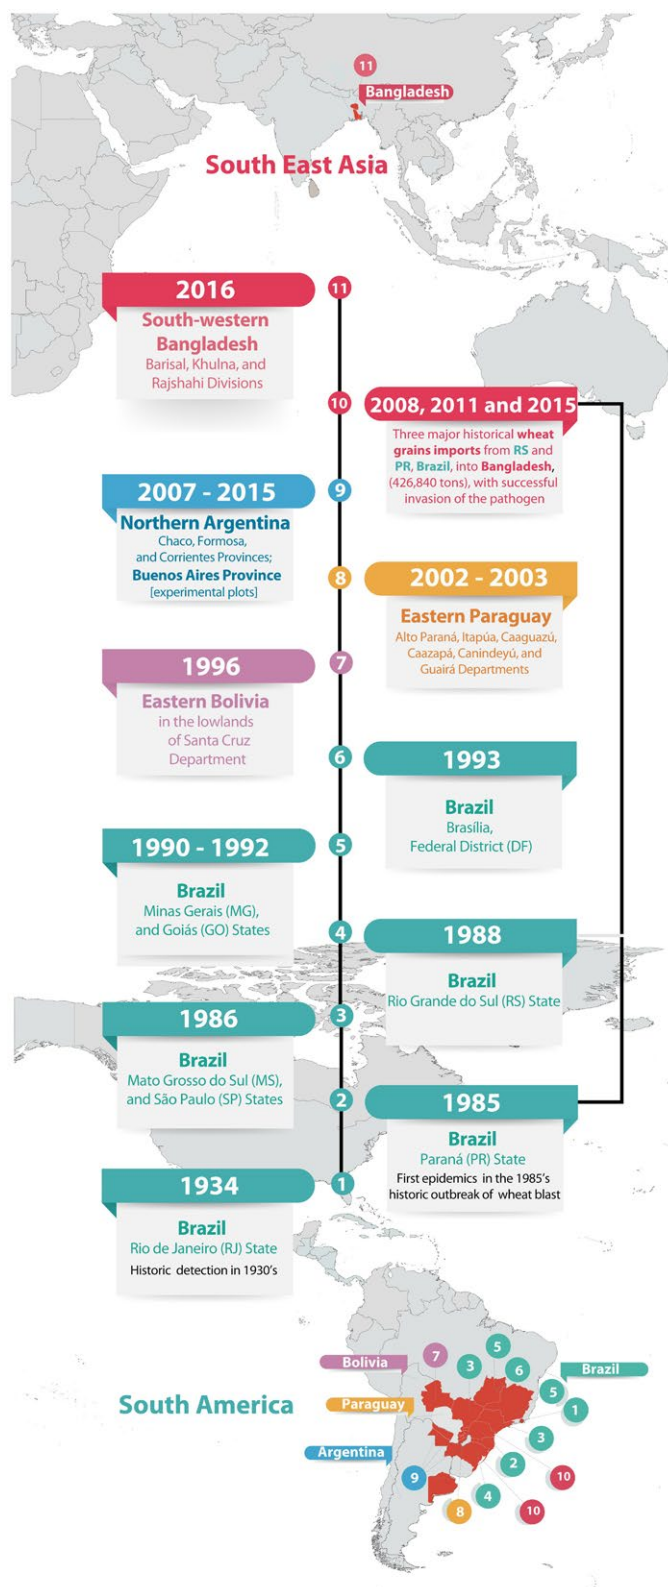 11
Bangladesh
South East Asia
2016
11
South-western
Bangladesh
Barisal, Khulna, and
Rajshahi Divisions
10
2008, 2011 and 2015
Three major historical wheat
grains imports from RS and
PR, Brazil, into Bangladesh,
(426,840 tons), with successful
invasion of the pathogen
2007 - 2015
9
Northern Argentina
Chaco, Formosa,
and Corrientes Provinces;
Buenos Aires Province
[experimental plots]
8
2002 - 2003
Eastern Paraguay
Alto Paraná, Itapúa, Caaguazú,
Caazapá, Canindeyú, and
Guairá Departments
1996
7
Eastern Bolivia
in the lowlands
of Santa Cruz
Department
6
1993
Brazil
Brasília,
Federal District (DF)
1990 - 1992
5
Brazil
Minas Gerais (MG),
and Goiás (GO) States
4
1988
Brazil
Rio Grande do Sul (RS) State
1986
3
Brazil
Mato Grosso do Sul (MS),
and São Paulo (SP) States
2
1985
Brazil
Paraná (PR) State
First epidemics in the 1985's
historic outbreak of wheat blast
1934
1
Brazil
Rio de Janeiro (RJ) State
Historic detection in 1930's
South America
Bolivia
Paraguay
Argentina
Brazil
7
3
5
6
5
1
3
2
10
9
4
8
10